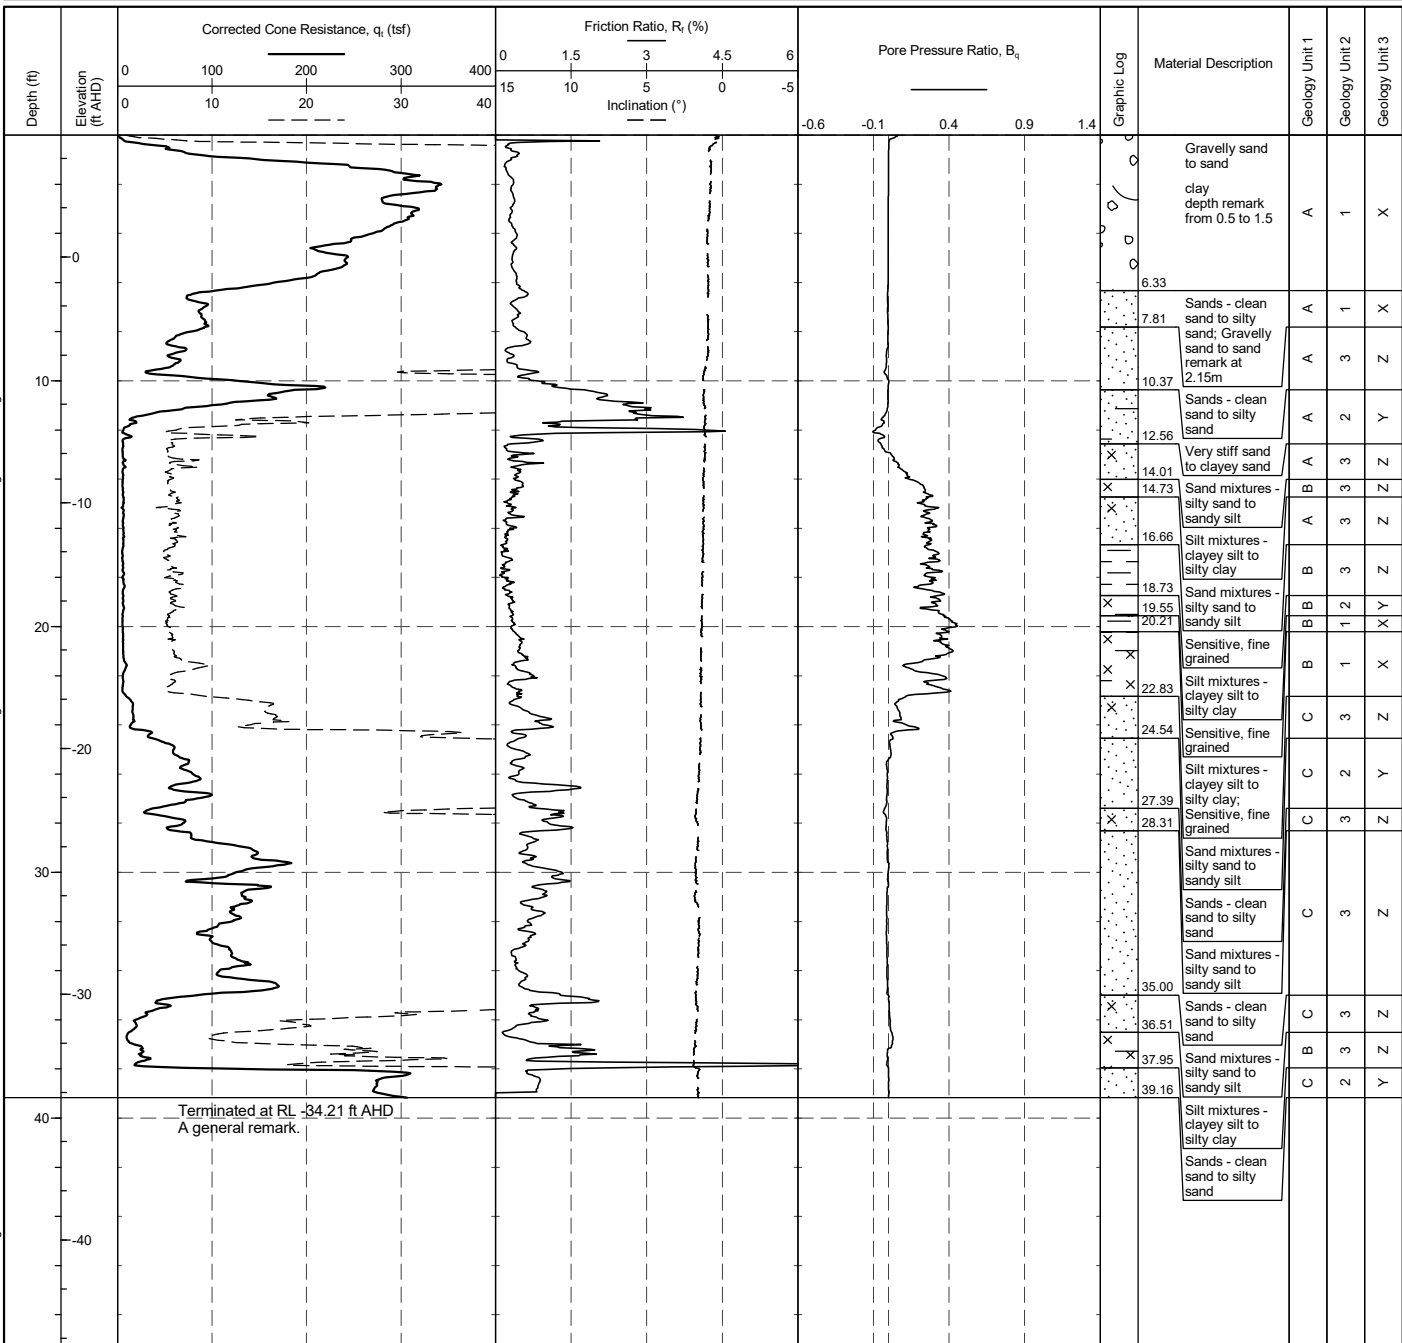 Depth (ft)
Elevation
(ft AHD)
Corrected Cone Resistance, qt (tsf)
0 100 200 300 400
0 10 20 30 40
Friction Ratio, Rf (%)
0 1.5 3 4.5 6
15 10 5 0 -5
Inclination (°)
Pore Pressure Ratio, Bq
-0.6 -0.1 0.4 0.9 1.4
Graphic Log
Material Description
Geology Unit 1
Geology Unit 2
Geology Unit 3
10
20
30
40
0
-10
-20
-30
-40
Gravelly sand
to sand
clay
depth remark
from 0.5 to 1.5
A 1 X
6.33
Sands - clean
sand to silty
sand; Gravelly
sand to sand
remark at
2.15m
A 1 X
7.81
A 3 Z
10.37
Sands - clean
sand to silty
sand
A 2 Y
12.56
Very stiff sand
to clayey sand
A 3 Z
14.01
Sand mixtures -
silty sand to
sandy silt
B 3 Z
14.73
A 3 Z
16.66
Silt mixtures -
clayey silt to
silty clay
B 3 Z
18.73
Sand mixtures -
silty sand to
sandy silt
B 2 Y
19.55
B 1 X
20.21
Sensitive, fine
grained
B 1 X
22.83
Silt mixtures -
clayey silt to
silty clay
C 3 Z
24.54
Sensitive, fine
grained
C 2 Y
27.39
Silt mixtures -
clayey silt to
silty clay;
Sensitive, fine
grained
C 3 Z
28.31
Sand mixtures -
silty sand to
sandy silt
Sands - clean
sand to silty
sand
C 3 Z
Sand mixtures -
silty sand to
sandy silt
35.00
Sands - clean
sand to silty
sand
C 3 Z
36.51
B 3 Z
37.95
Sand mixtures -
silty sand to
sandy silt
C 2 Y
39.16
Silt mixtures -
clayey silt to
silty clay
Sands - clean
sand to silty
sand
Terminated at RL -34.21 ft AHD
A general remark.